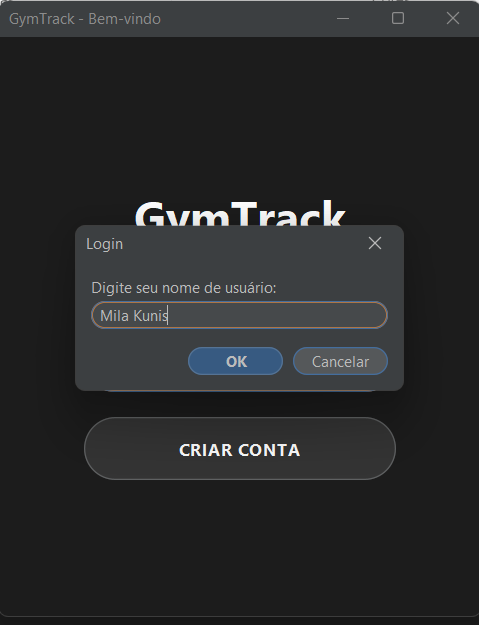 GymTrack - Bem-vindo
GymTrack
Login
Digite seu nome de usuário:
Mila Kunis
OK
Cancelar
CRIAR CONTA